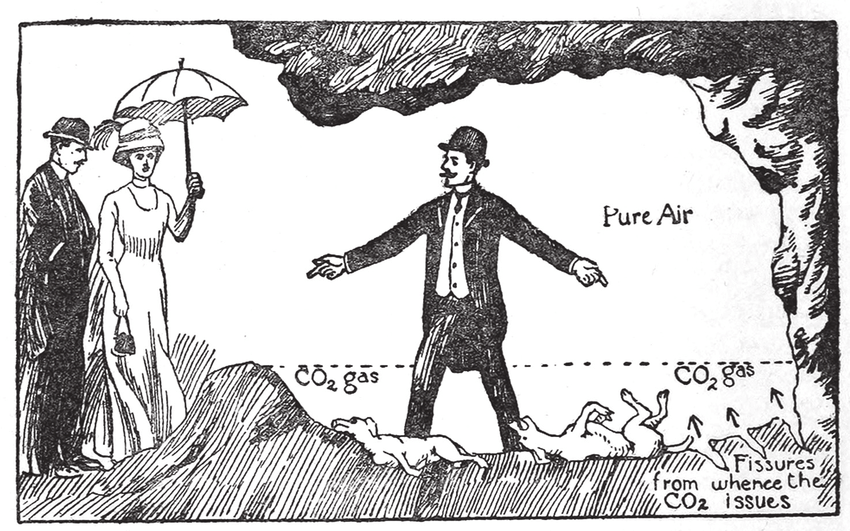 Pure Air
CO₂ gas
CO₂ gas
Fissures
from whence the
CO₂ issues